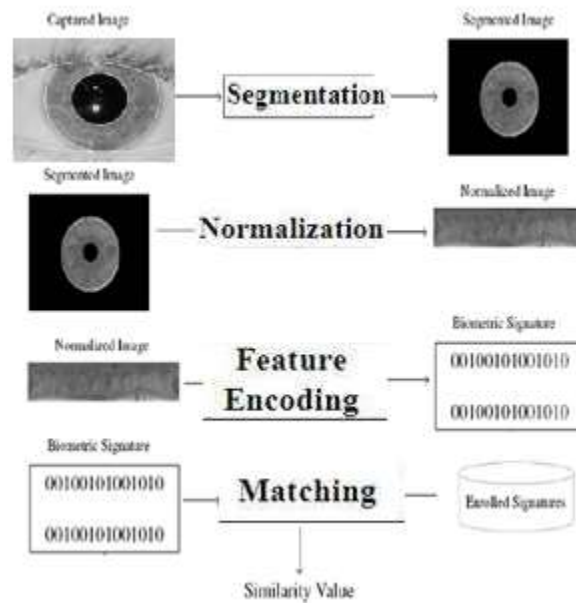 Captured Image
Segmented Image
Segmentation
Segmented Image
Normalized Image
Normalization
Normalized Image
Biometric Signature
Feature
Encoding
00100101001010
00100101001010
Biometric Signature
00100101001010
00100101001010
Matching
Enrolled Signatures
Similarity Value